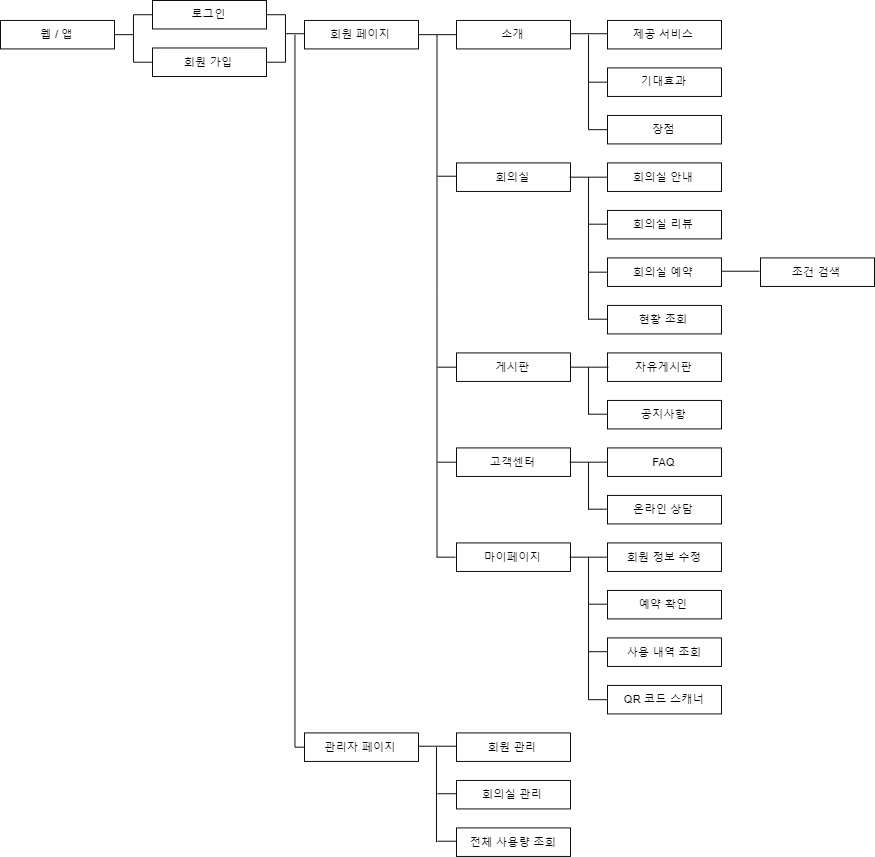 로그인
웹 / 앱
회원 가입
회원 페이지
소개
제공 서비스
기대효과
장점
회의실
회의실 안내
회의실 리뷰
회의실 예약
조건 검색
현황 조회
게시판
자유게시판
공지사항
고객센터
FAQ
온라인 상담
마이페이지
회원 정보 수정
예약 확인
사용 내역 조회
QR 코드 스캐너
관리자 페이지
회원 관리
회의실 관리
전체 사용량 조회